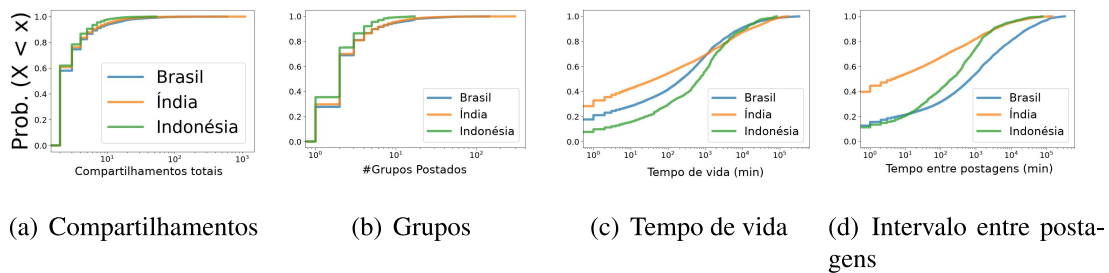 Prob. (X < x)
1.0
0.8
0.6
0.4
0.2
0.0
Brasil
Índia
Indonésia
10¹ 10² 10³
Compartilhamentos totais
1.0
0.8
0.6
0.4
0.2
0.0
Brasil
Índia
Indonésia
10⁰ 10¹ 10²
#Grupos Postados
1.0
0.8
0.6
0.4
0.2
0.0
Brasil
Índia
Indonésia
10⁰ 10¹ 10² 10³ 10⁴ 10⁵
Tempo de vida (min)
1.0
0.8
0.6
0.4
0.2
0.0
Brasil
Índia
Indonésia
10⁰ 10¹ 10² 10³ 10⁴ 10⁵
Tempo entre postagens (min)
(a) Compartilhamentos
(b) Grupos
(c) Tempo de vida
(d) Intervalo entre posta-
gens